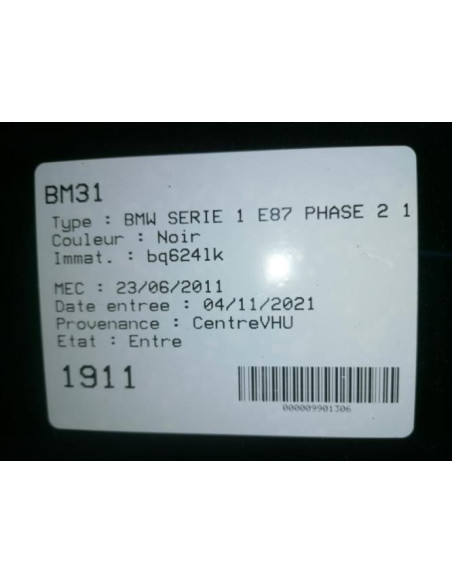 BM31
Type : BMW SERIE 1 E87 PHASE 2 1
Couleur : Noir
Immat. : bq624lk
MEC : 23/06/2011
Date entree : 04/11/2021
Provenance : CentreVHU
Etat : Entre
1911
000009901306